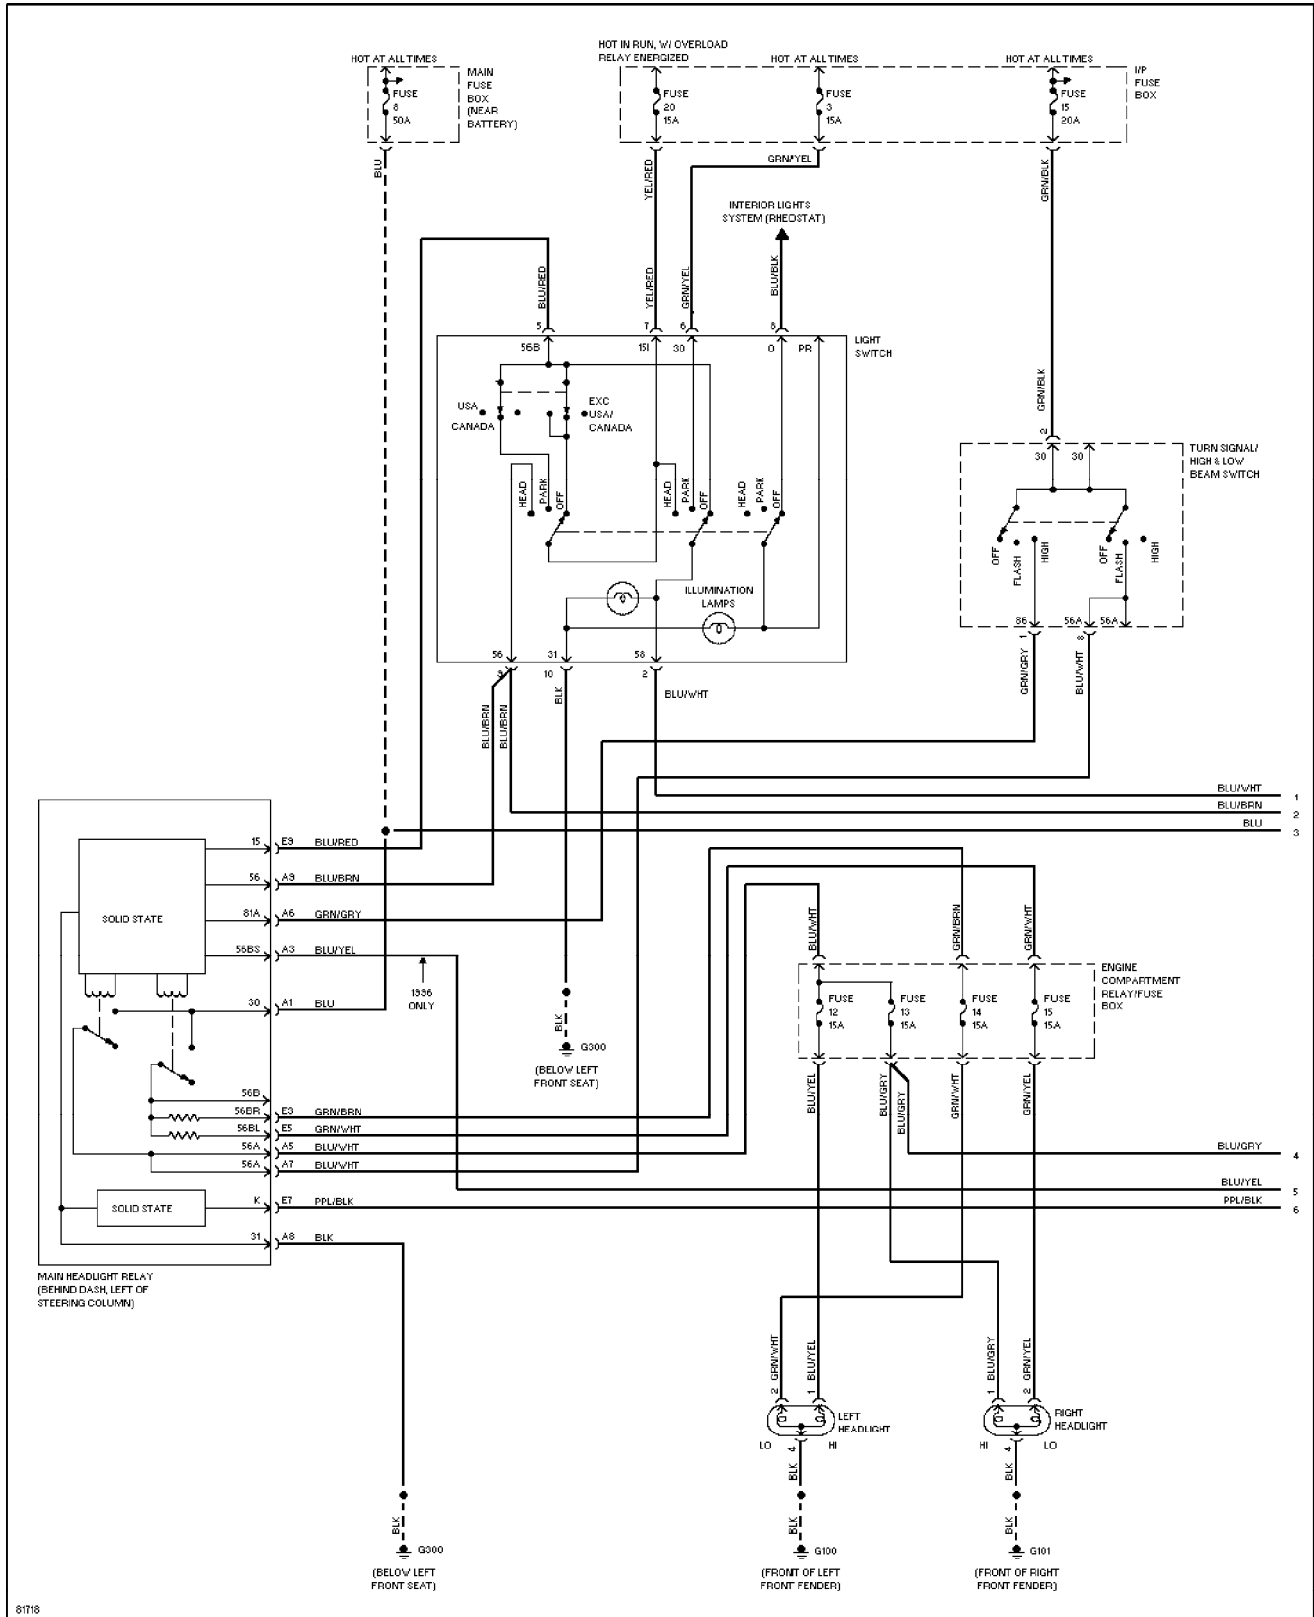 HOT IN RUN, W/ OVERLOAD
RELAY ENERGIZED
HOT AT ALL TIMES
HOT AT ALL TIMES
HOT AT ALL TIMES
MAIN
FUSE
BOX
(NEAR
BATTERY)
FUSE
8
50A
FUSE
20
15A
FUSE
3
15A
FUSE
15
20A
I/P
FUSE
BOX
BLU
YEL/RED
GRN/YEL
GRN/BLK
INTERIOR LIGHTS
SYSTEM (RHEOSTAT)
BLU/RED
YEL/RED
GRN/YEL
BLU/BLK
5
7
6
8
56B
15I
30
O
PR
LIGHT
SWITCH
USA
CANADA
EXC
USA/
CANADA
HEAD
PARK
OFF
HEAD
PARK
OFF
HEAD
PARK
OFF
ILLUMINATION
LAMPS
56
31
58
3
10
2
BLU/BRN
BLU/BRN
BLK
BLU/WHT
GRN/BLK
2
30
30
TURN SIGNAL/
HIGH & LOW
BEAM SWITCH
OFF
FLASH
HIGH
OFF
FLASH
HIGH
86
56A
56A
1
8
GRN/GRY
BLU/WHT
BLU/WHT
1
BLU/BRN
2
BLU
3
SOLID STATE
15
E9
BLU/RED
56
A9
BLU/BRN
81A
A6
GRN/GRY
56BS
A3
BLU/YEL
1996
ONLY
30
A1
BLU
56B
56BR
E3
GRN/BRN
56BL
E5
GRN/WHT
56A
A5
BLU/WHT
56A
A7
BLU/WHT
SOLID STATE
K
E7
PPL/BLK
31
A8
BLK
MAIN HEADLIGHT RELAY
(BEHIND DASH, LEFT OF
STEERING COLUMN)
BLK
G300
(BELOW LEFT
FRONT SEAT)
BLU/WHT
GRN/BRN
GRN/WHT
FUSE
12
15A
FUSE
13
15A
FUSE
14
15A
FUSE
15
15A
ENGINE
COMPARTMENT
RELAY/FUSE
BOX
BLU/YEL
BLU/GRY
BLU/GRY
GRN/WHT
GRN/YEL
BLU/GRY
4
BLU/YEL
5
PPL/BLK
6
2 GRN/WHT
1 BLU/YEL
1 BLU/GRY
2 GRN/YEL
LEFT
HEADLIGHT
RIGHT
HEADLIGHT
LO
4
HI
HI
4
LO
BLK
BLK
BLK
BLK
BLK
G300
(BELOW LEFT
FRONT SEAT)
G100
(FRONT OF LEFT
FRONT FENDER)
G101
(FRONT OF RIGHT
FRONT FENDER)
81718